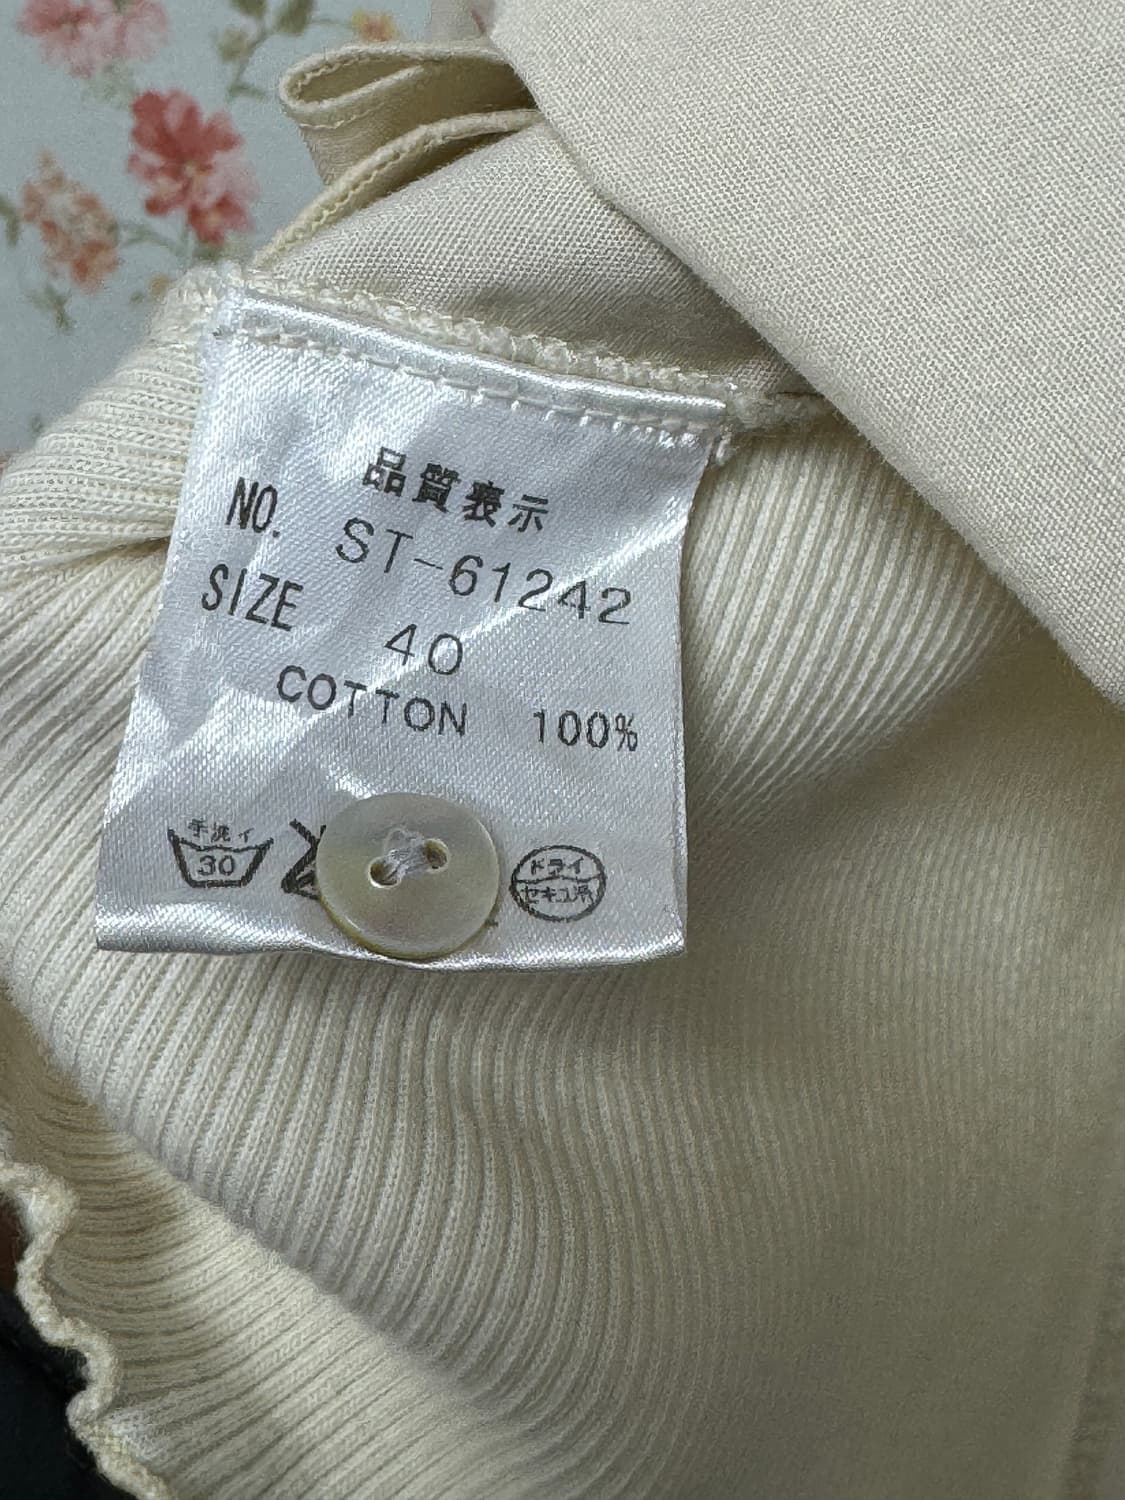 品質表示
NO. ST-61242
SIZE 40
COTTON 100%
手洗イ
30
ドライ
セキユ系